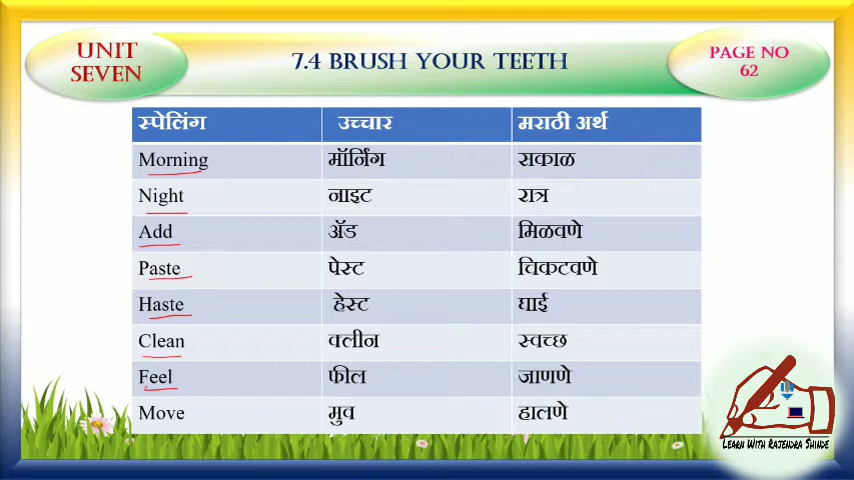 UNIT
SEVEN
7.4 BRUSH YOUR TEETH
PAGE NO
62
स्पेलिंग उच्चार मराठी अर्थ
Morning मॉर्निंग सकाळ
Night नाइट रात्र
Add ॲड मिळवणे
Paste पेस्ट चिकटवणे
Haste हेस्ट घाई
Clean क्लीन स्वच्छ
Feel फील जाणणे
Move मुव हालणे
LEARN WITH RAJENDRA SHINDE